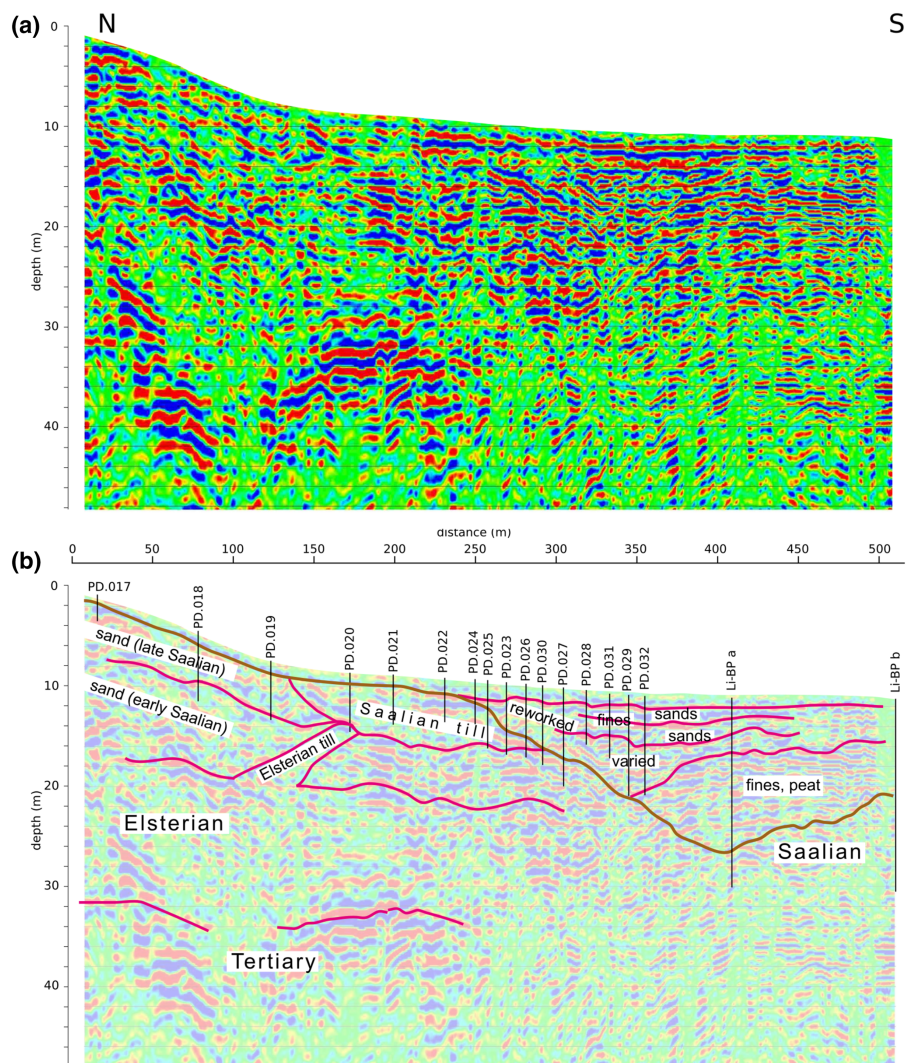 (a)
N
S
0
10
20
30
40
depth (m)
distance (m)
(b)
0 50 100 150 200 250 300 350 400 450 500
0
10
20
30
40
depth (m)
PD.017
PD.018
PD.019
PD.020
PD.021
PD.022
PD.024
PD.025
PD.023
PD.026
PD.030
PD.027
PD.028
PD.031
PD.029
PD.032
Li-BP a
Li-BP b
sand (late Saalian)
sand (early Saalian)
Elsterian till
Saalian till
reworked
fines
sands
sands
varied
fines, peat
Elsterian
Saalian
Tertiary